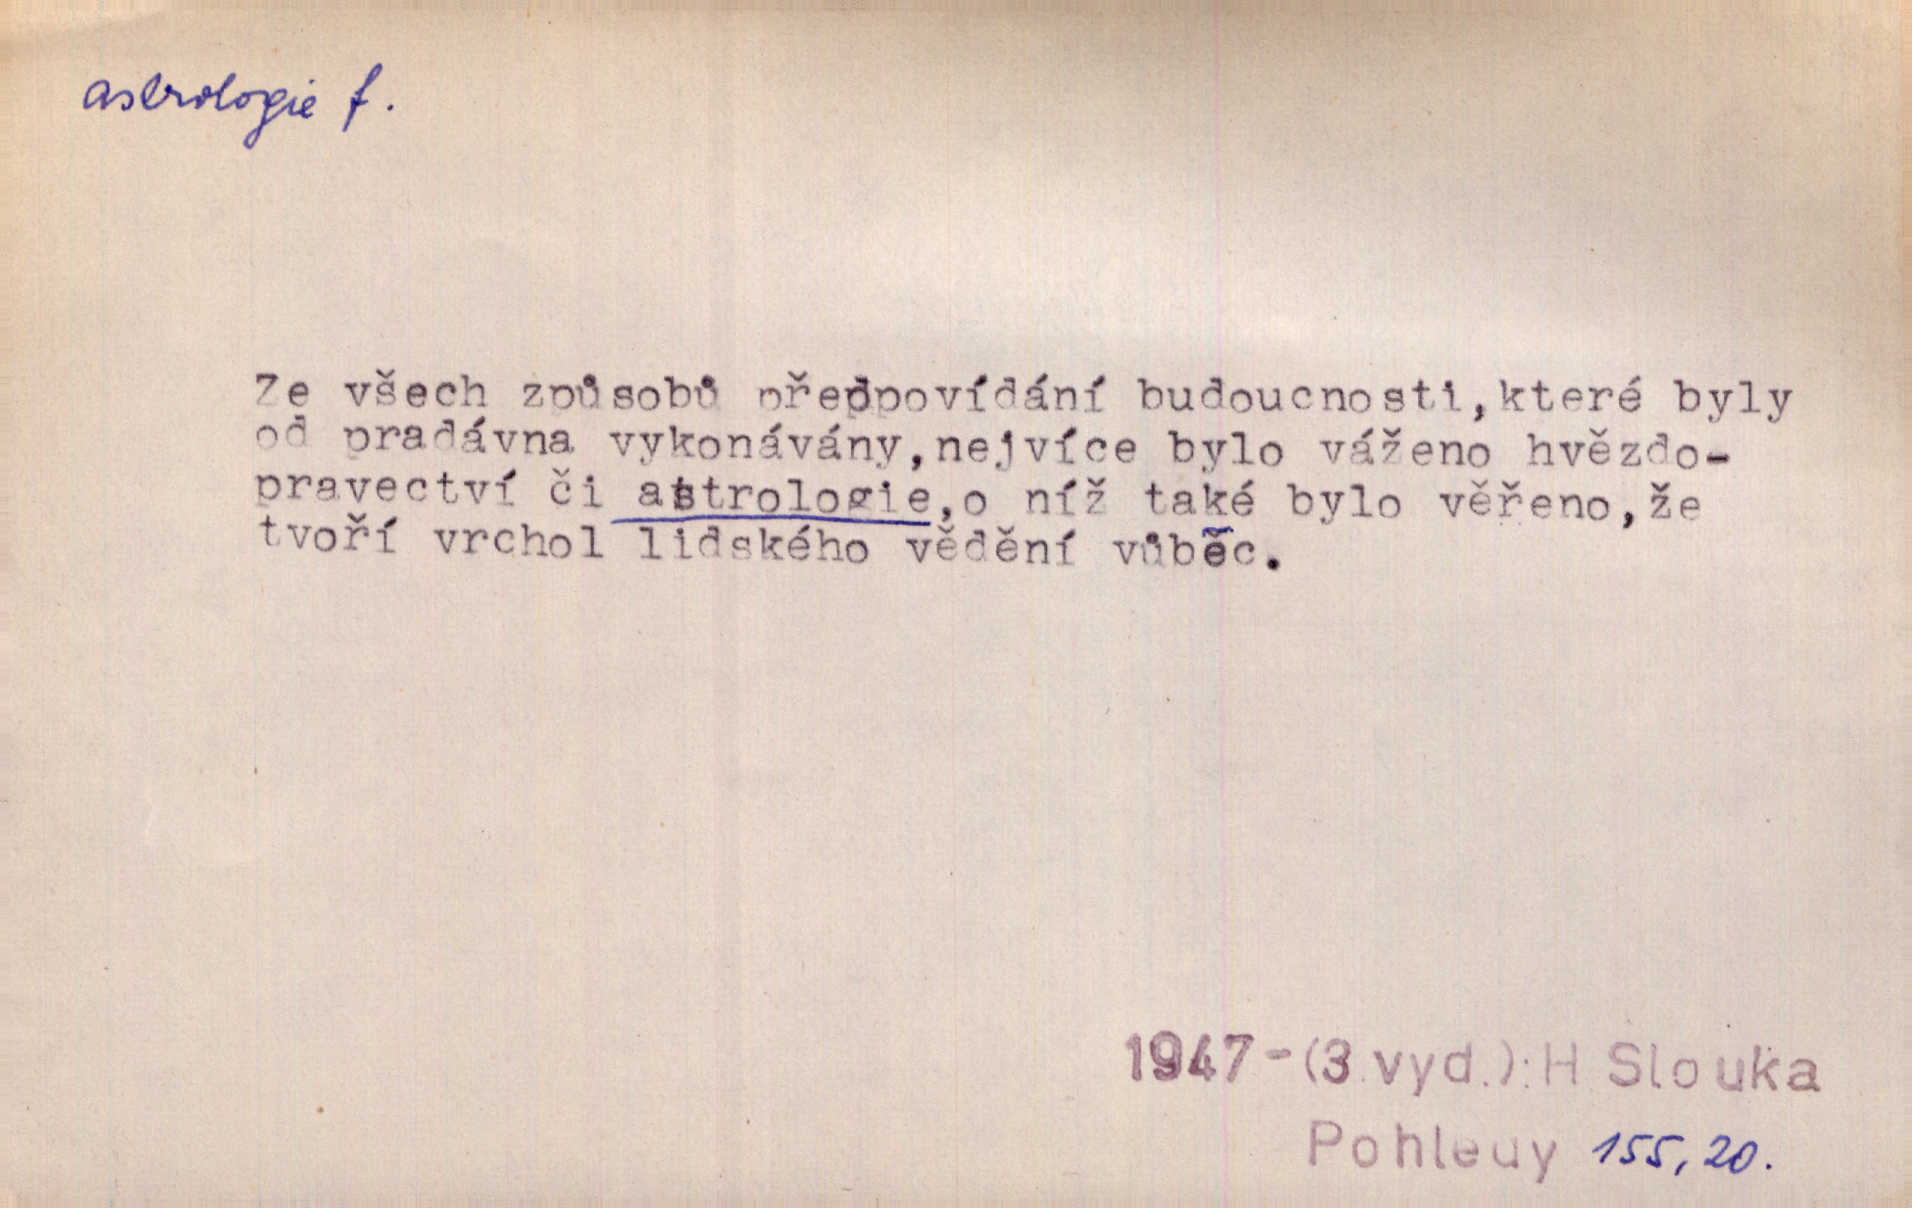 astrologie f.
Ze všech způsobů předpovídání budoucnosti,které byly
od pradávna vykonávány,nejvíce bylo váženo hvězdo-
pravectví či astrologie,o níž také bylo věřeno,že
tvoří vrchol lidského vědění vůbec.
1947-(3.vyd.):H Slouka
Pohledy 155, 20.